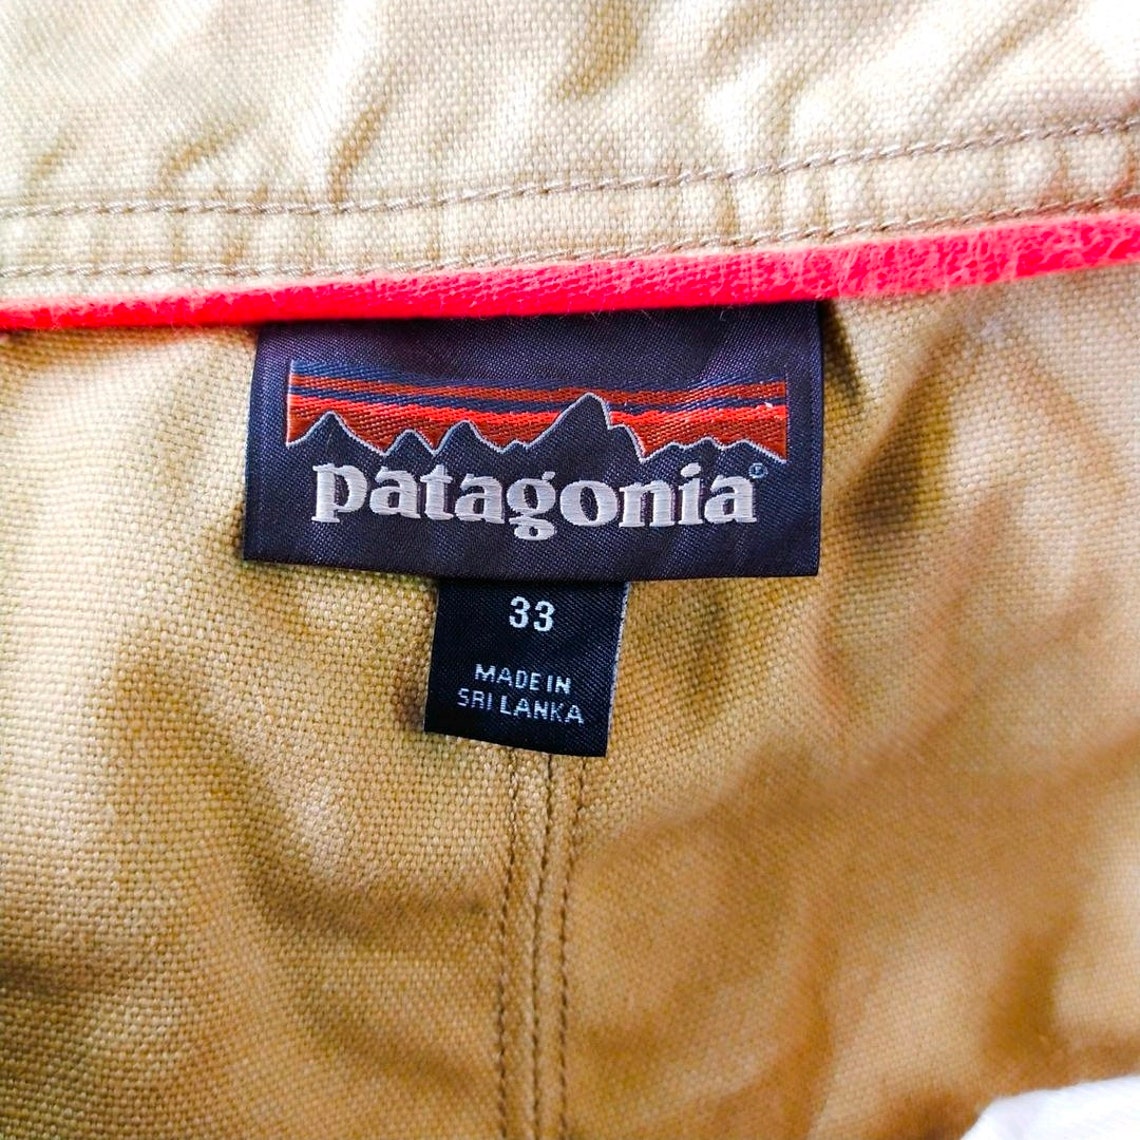 patagonia®
33
MADE IN
SRI LANKA